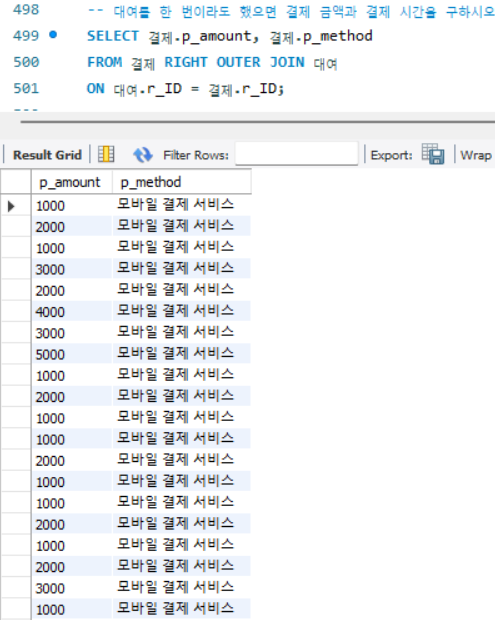 498 -- 대여를 한 번이라도 했으면 결제 금액과 결제 시간을 구하시오
499 SELECT 결제.p_amount, 결제.p_method
500 FROM 결제 RIGHT OUTER JOIN 대여
501 ON 대여.r_ID = 결제.r_ID;
Result Grid Filter Rows: Export: Wrap
p_amount p_method
1000 모바일 결제 서비스
2000 모바일 결제 서비스
1000 모바일 결제 서비스
3000 모바일 결제 서비스
2000 모바일 결제 서비스
4000 모바일 결제 서비스
3000 모바일 결제 서비스
5000 모바일 결제 서비스
1000 모바일 결제 서비스
2000 모바일 결제 서비스
1000 모바일 결제 서비스
1000 모바일 결제 서비스
2000 모바일 결제 서비스
1000 모바일 결제 서비스
1000 모바일 결제 서비스
2000 모바일 결제 서비스
1000 모바일 결제 서비스
2000 모바일 결제 서비스
3000 모바일 결제 서비스
1000 모바일 결제 서비스